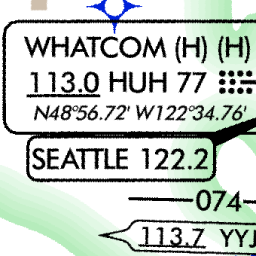 WHATCOM (H) (H)
113.0 HUH 77
N48°56.72' W122°34.76'
SEATTLE 122.2
074
113.7 YYJ